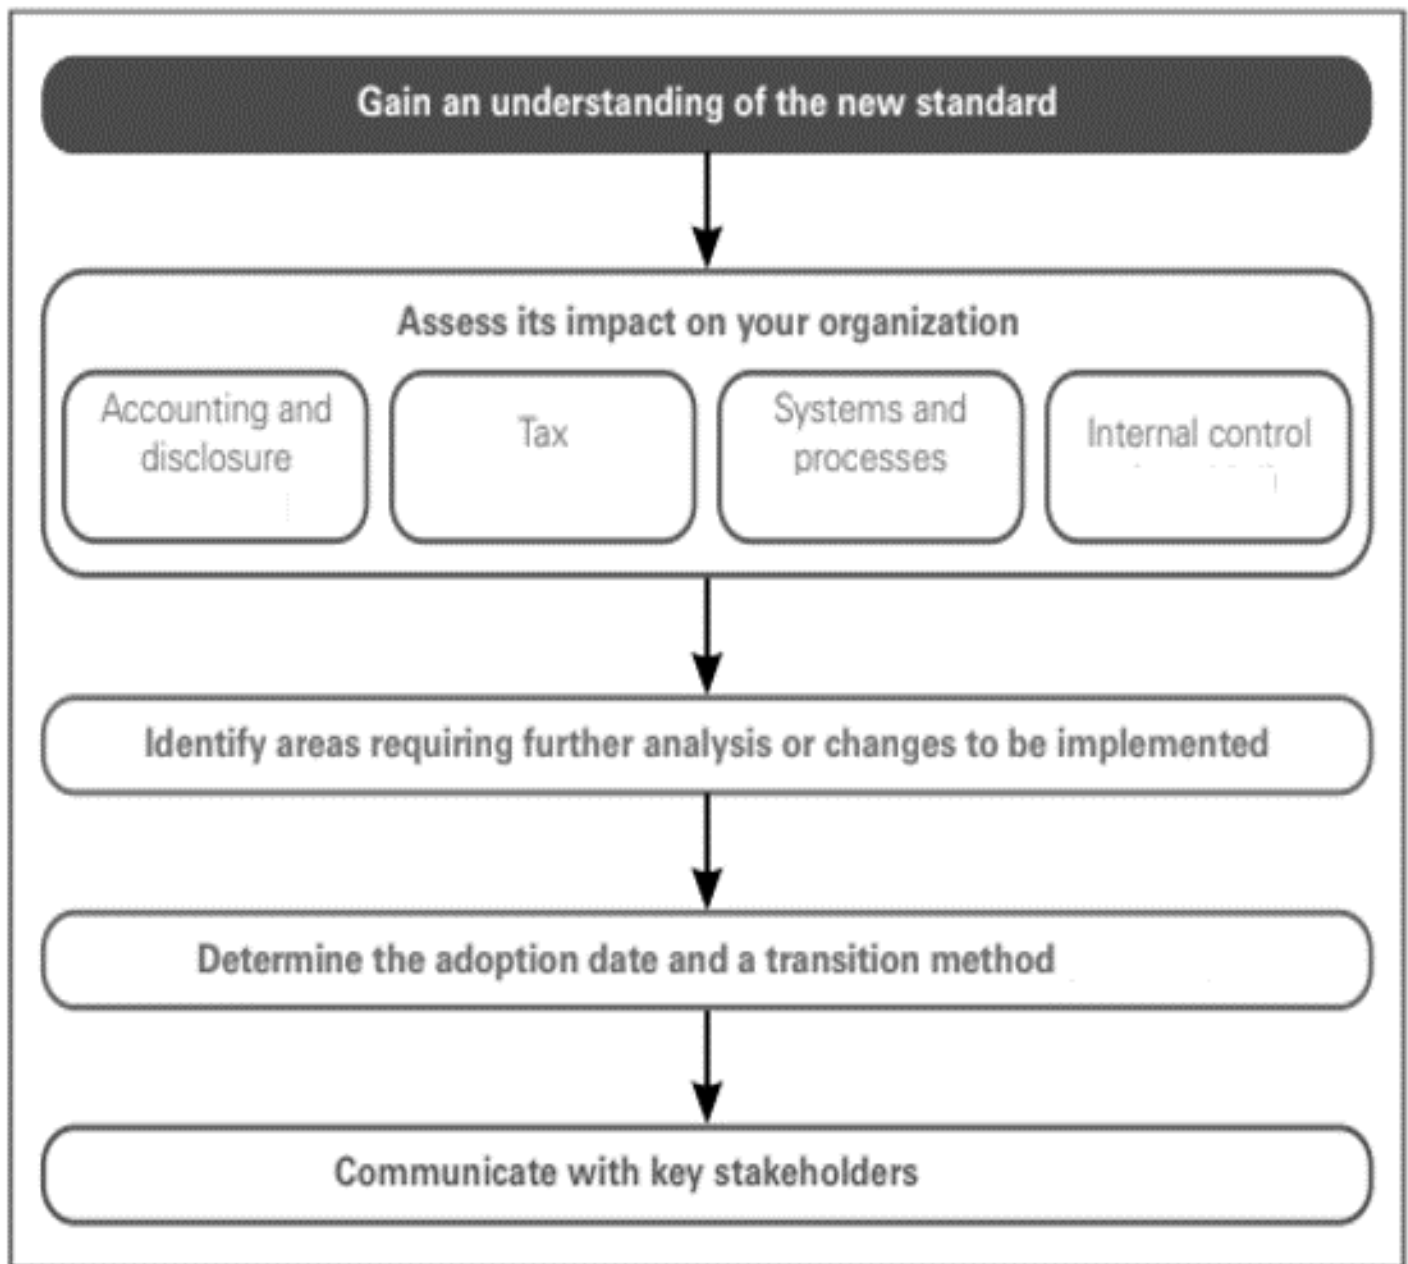 Gain an understanding of the new standard
Assess its impact on your organization
Accounting and
disclosure
Tax
Systems and
processes
Internal control
Identify areas requiring further analysis or changes to be implemented
Determine the adoption date and a transition method
Communicate with key stakeholders